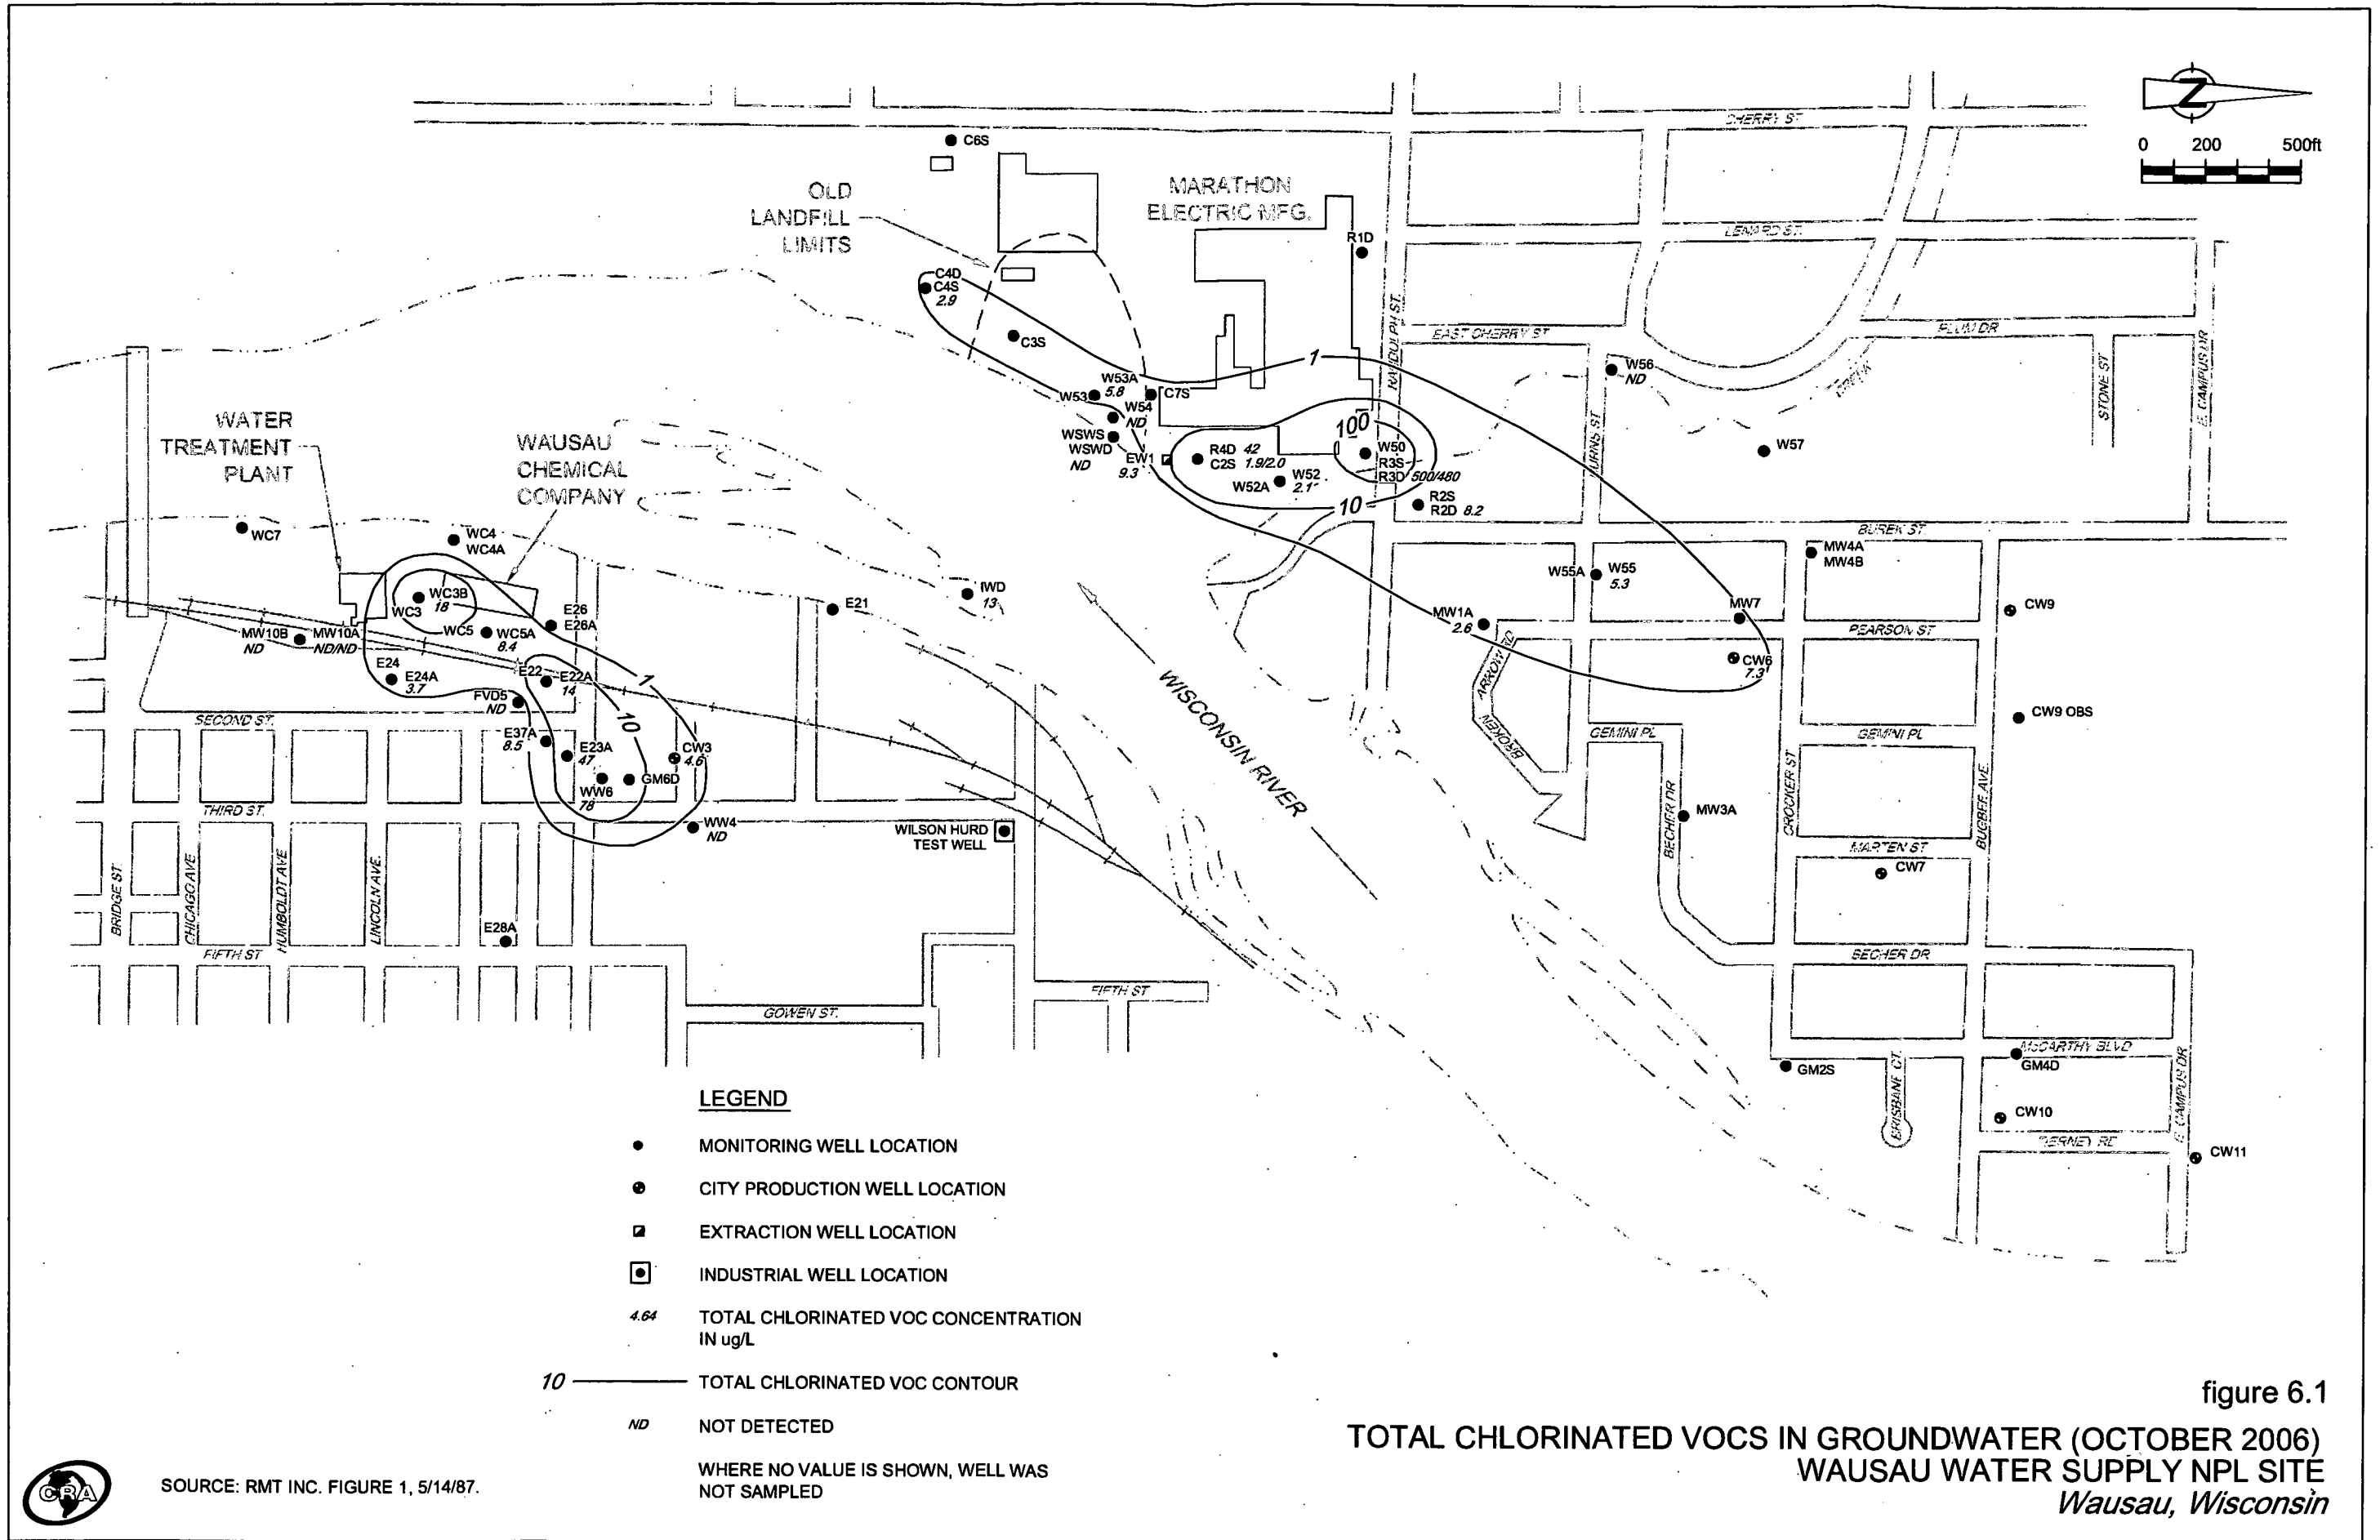 CHERRY ST
0 200 500ft
C6S
OLD
LANDFILL
LIMITS
MARATHON
ELECTRIC MFG.
LENARD ST.
R1D
C4D
C4S
2.9
RANDOLPH ST.
EAST CHERRY ST
PLUM DR
STONE ST
E. CAMPUS DR
C3S
1
W56
ND
CREEK
W53A
5.8
W53
C7S
W54
ND
WSWS
WSWD
ND
EW1
9.3
R4D 42
C2S 1.9/2.0
W52
2.1
W52A
100
W50
R3S
R3D 500/480
10
R2S
R2D 8.2
BURNS ST
W57
WATER
TREATMENT
PLANT
WAUSAU
CHEMICAL
COMPANY
BUREK ST.
WC7
WC4
WC4A
MW4A
MW4B
W55A
W55
5.3
WC3B
18
WC3
IWD
13
E21
E26
E26A
WC5
WC5A
8.4
MW1A
2.6
MW7
CW9
PEARSON ST
MW10B
ND
MW10A
ND/ND
E24
E24A
3.7
E22
E22A
14
1
CW6
7.3
WISCONSIN RIVER
BROKEN
ARROW RD
FVD5
ND
10
SECOND ST.
CW9 OBS
GEMINI PL
GEMINI PL
E37A
8.5
E23A
47
CW3
4.6
GM6D
WW6
78
THIRD ST.
WW4
ND
WILSON HURD
TEST WELL
BECHER DR
MW3A
CROCKER ST
BUGBEE AVE.
MARTEN ST
CW7
BRIDGE ST.
CHICAGO AVE
HUMBOLDT AVE
LINCOLN AVE.
E28A
FIFTH ST
BECHER DR
FIFTH ST
GOWEN ST.
McCARTHY BLVD
GM4D
GM2S
BRISBANE CT.
E. CAMPUS DR
CW10
CW11
LEGEND
MONITORING WELL LOCATION
CITY PRODUCTION WELL LOCATION
EXTRACTION WELL LOCATION
INDUSTRIAL WELL LOCATION
4.64 TOTAL CHLORINATED VOC CONCENTRATION
IN ug/L
10 TOTAL CHLORINATED VOC CONTOUR
ND NOT DETECTED
WHERE NO VALUE IS SHOWN, WELL WAS
NOT SAMPLED
figure 6.1
TOTAL CHLORINATED VOCS IN GROUNDWATER (OCTOBER 2006)
WAUSAU WATER SUPPLY NPL SITE
Wausau, Wisconsin
CRA
SOURCE: RMT INC. FIGURE 1, 5/14/87.